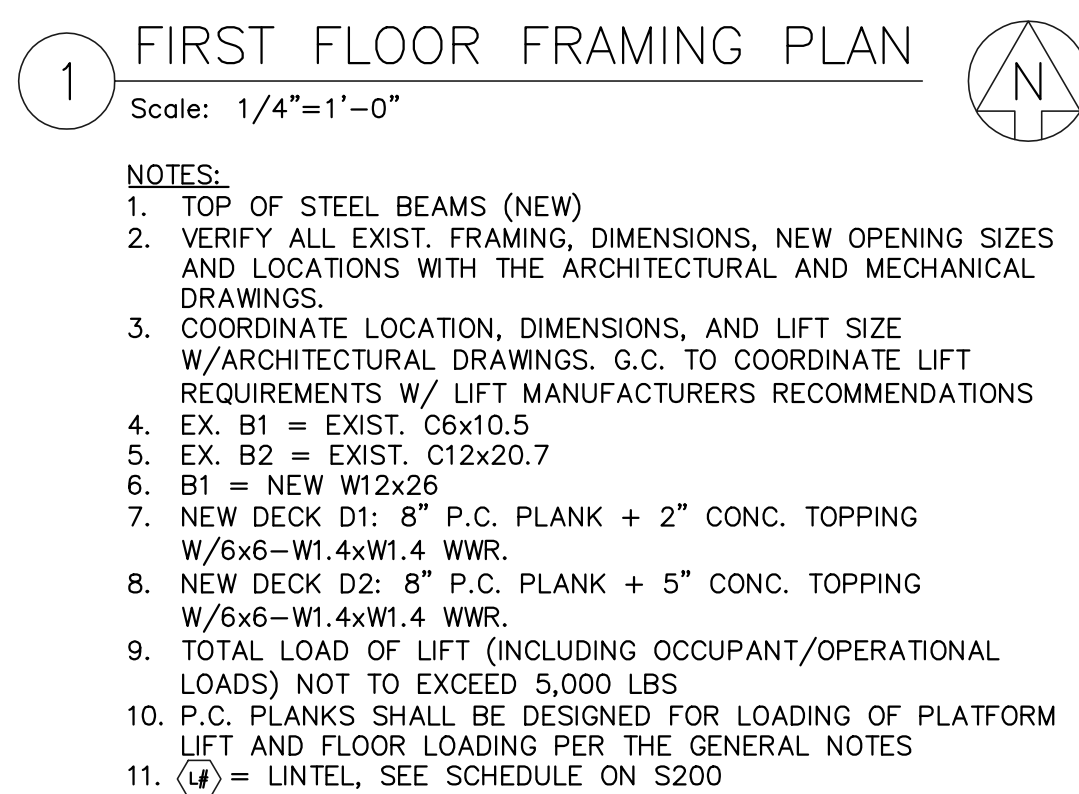 1
FIRST FLOOR FRAMING PLAN
N
Scale: 1/4”=1’–0”
NOTES:
1. TOP OF STEEL BEAMS (NEW)
2. VERIFY ALL EXIST. FRAMING, DIMENSIONS, NEW OPENING SIZES
AND LOCATIONS WITH THE ARCHITECTURAL AND MECHANICAL
DRAWINGS.
3. COORDINATE LOCATION, DIMENSIONS, AND LIFT SIZE
W/ARCHITECTURAL DRAWINGS. G.C. TO COORDINATE LIFT
REQUIREMENTS W/ LIFT MANUFACTURERS RECOMMENDATIONS
4. EX. B1 = EXIST. C6x10.5
5. EX. B2 = EXIST. C12x20.7
6. B1 = NEW W12x26
7. NEW DECK D1: 8” P.C. PLANK + 2” CONC. TOPPING
W/6x6–W1.4xW1.4 WWR.
8. NEW DECK D2: 8” P.C. PLANK + 5” CONC. TOPPING
W/6x6–W1.4xW1.4 WWR.
9. TOTAL LOAD OF LIFT (INCLUDING OCCUPANT/OPERATIONAL
LOADS) NOT TO EXCEED 5,000 LBS
10. P.C. PLANKS SHALL BE DESIGNED FOR LOADING OF PLATFORM
LIFT AND FLOOR LOADING PER THE GENERAL NOTES
11. L# = LINTEL, SEE SCHEDULE ON S200